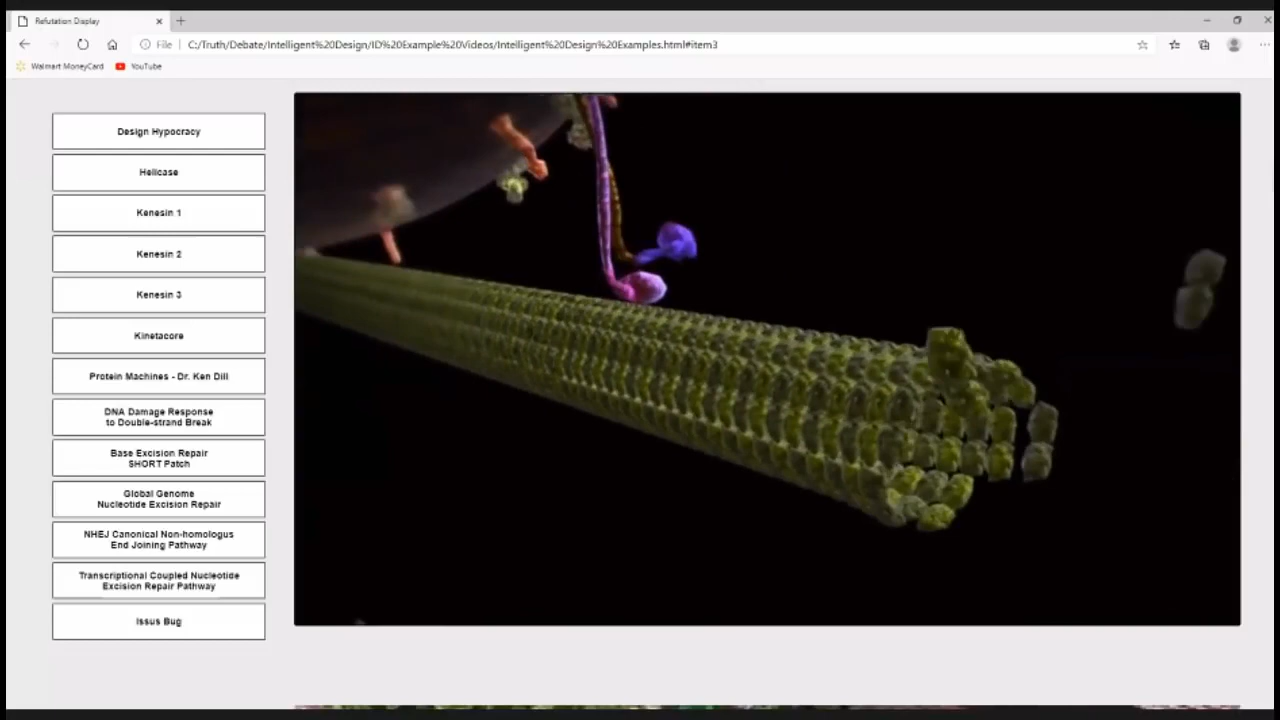 Refutation Display
File
C:/Truth/Debate/Intelligent%20Design/ID%20Example%20Videos/Intelligent%20Design%20Examples.html#item3
Walmart MoneyCard
YouTube
Design Hypocracy
Helicase
Kenesin 1
Kenesin 2
Kenesin 3
Kinetacore
Protein Machines - Dr. Ken Dill
DNA Damage Response
to Double-strand Break
Base Excision Repair
SHORT Patch
Global Genome
Nucleotide Excision Repair
NHEJ Canonical Non-homologus
End Joining Pathway
Transcriptional Coupled Nucleotide
Excision Repair Pathway
Issus Bug